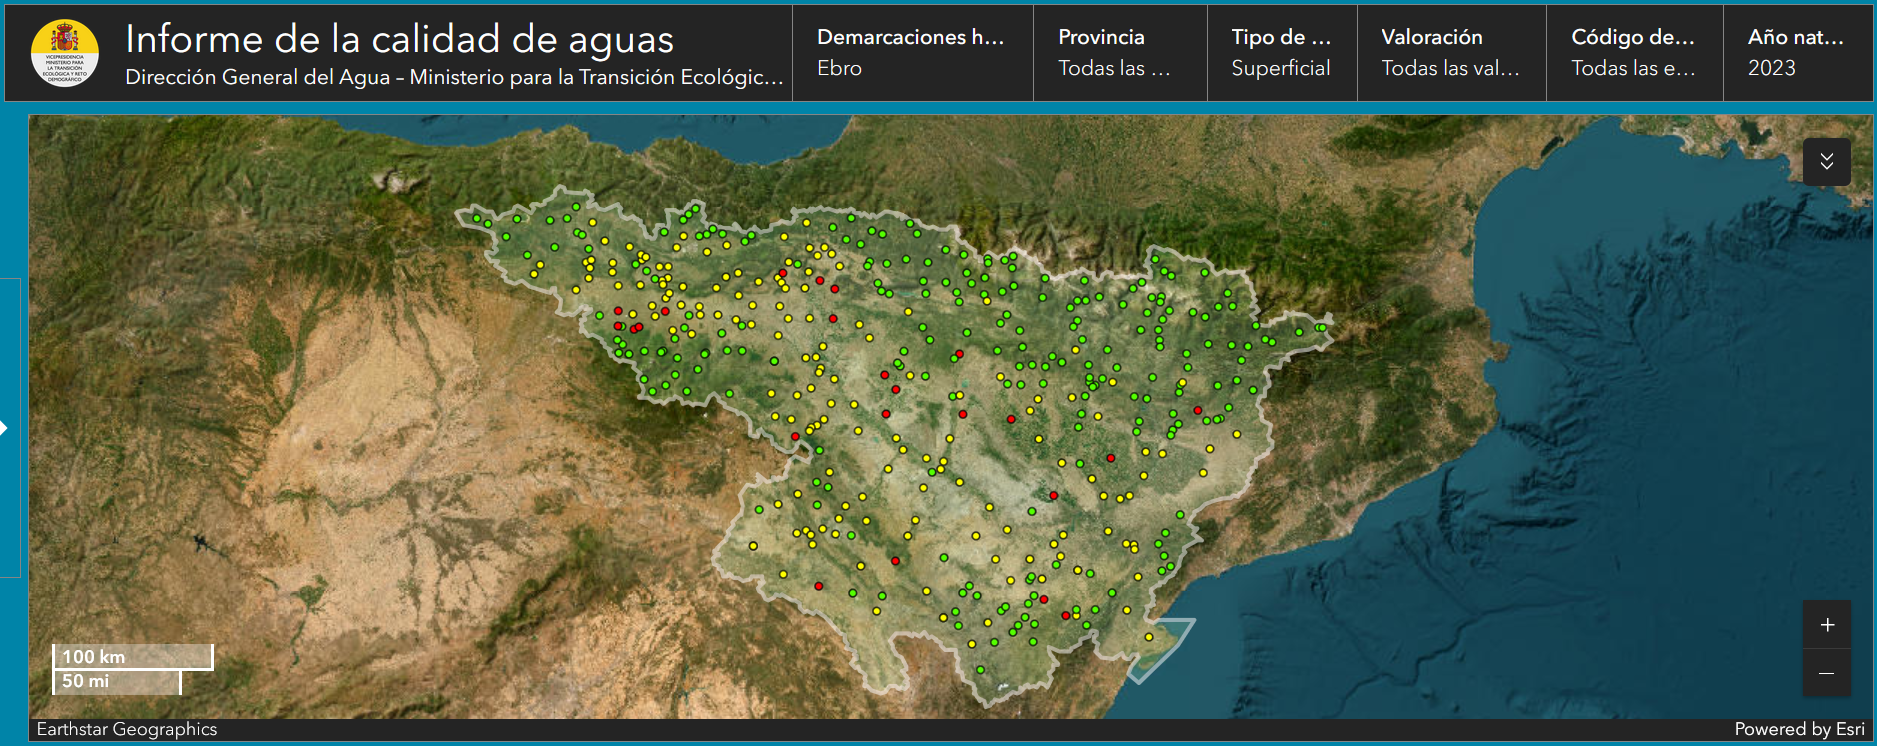 VICEPRESIDENCIA
MINISTERIO PARA
LA TRANSICIÓN
ECOLÓGICA Y RETO
DEMOGRÁFICO
Informe de la calidad de aguas
Dirección General del Agua – Ministerio para la Transición Ecológic...
Demarcaciones h...
Ebro
Provincia
Todas las ...
Tipo de ...
Superficial
Valoración
Todas las val...
Código de...
Todas las e...
Año nat...
2023
100 km
50 mi
+
–
Earthstar Geographics
Powered by Esri